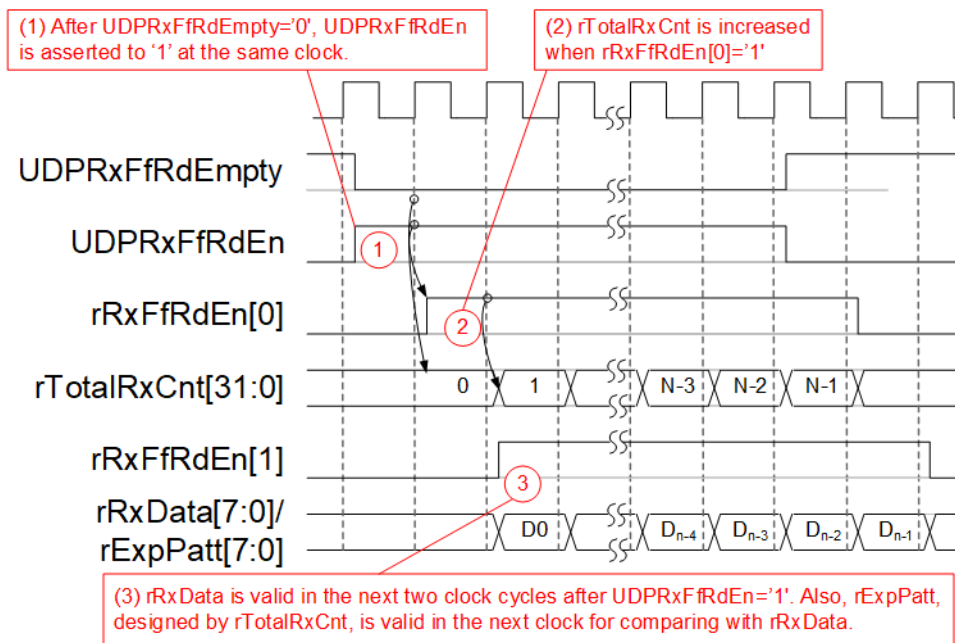 (1) After UDPRxFfRdEmpty='0', UDPRxFfRdEn
is asserted to ‘1’ at the same clock.
(2) rTotalRxCnt is increased
when rRxFfRdEn[0]='1'
UDPRxFfRdEmpty
UDPRxFfRdEn
1
rRxFfRdEn[0]
2
rTotalRxCnt[31:0]
0 1 N-3 N-2 N-1
rRxFfRdEn[1]
3
rRxData[7:0]/
rExpPatt[7:0]
D0 Dn-4 Dn-3 Dn-2 Dn-1
(3) rRxData is valid in the next two clock cycles after UDPRxFfRdEn='1'. Also, rExpPatt,
designed by rTotalRxCnt, is valid in the next clock for comparing with rRxData.